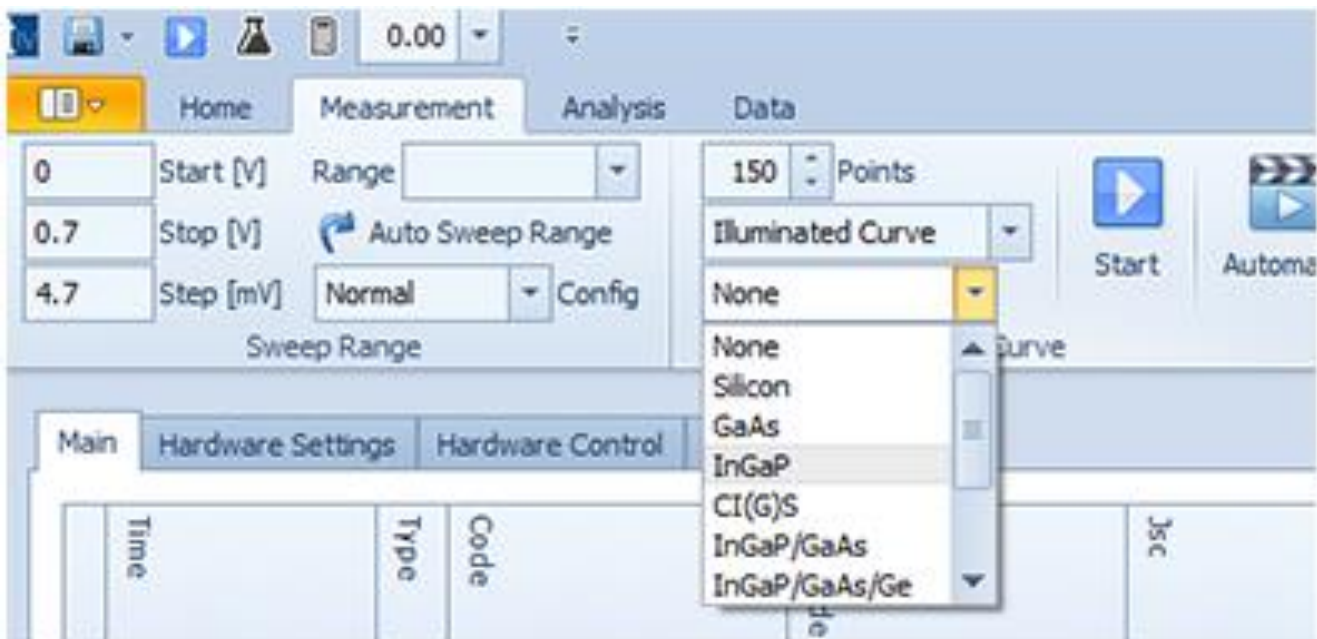 0.00
Home Measurement Analysis Data
0 Start [V] Range 150 Points
0.7 Stop [V] Auto Sweep Range Illuminated Curve
4.7 Step [mV] Normal Config None
Start Automa
Sweep Range Curve
None
Silicon
GaAs
InGaP
CI(G)S
InGaP/GaAs
InGaP/GaAs/Ge
Main Hardware Settings Hardware Control
Time Type Code Jsc